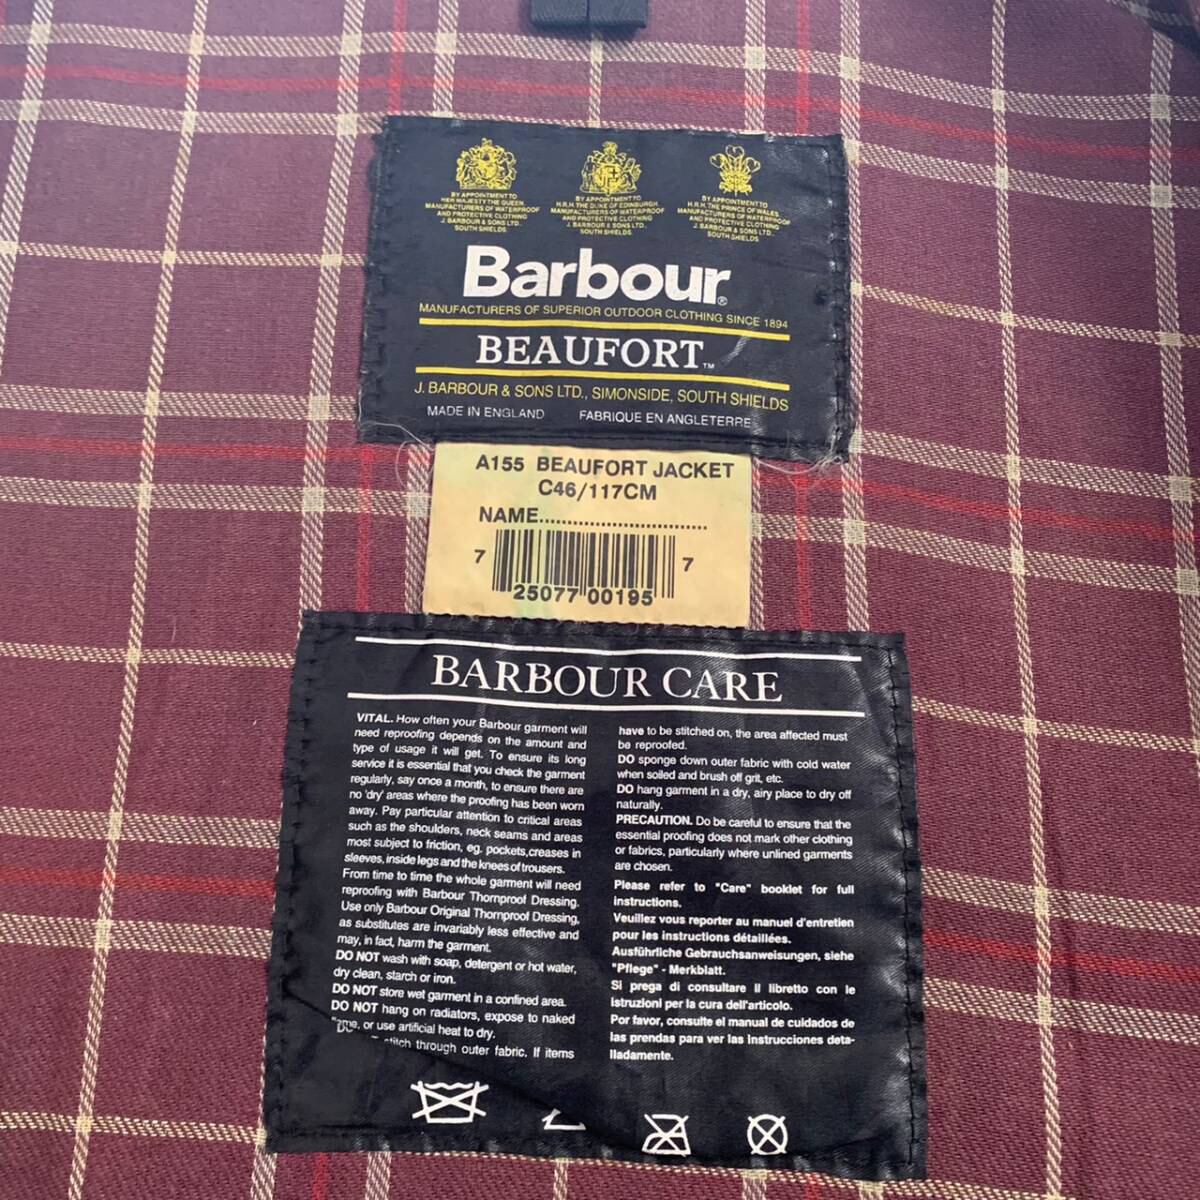 BY APPOINTMENT TO
HER MAJESTY THE QUEEN
MANUFACTURERS OF WATERPROOF
AND PROTECTIVE CLOTHING
J. BARBOUR & SONS LTD.
SOUTH SHIELDS
BY APPOINTMENT TO
H.R.H. THE DUKE OF EDINBURGH
MANUFACTURERS OF WATERPROOF
AND PROTECTIVE CLOTHING
J. BARBOUR & SONS LTD.
SOUTH SHIELDS
BY APPOINTMENT TO
H.R.H. THE PRINCE OF WALES
MANUFACTURERS OF WATERPROOF
AND PROTECTIVE CLOTHING
J. BARBOUR & SONS LTD.
SOUTH SHIELDS
Barbour®
MANUFACTURERS OF SUPERIOR OUTDOOR CLOTHING SINCE 1894
BEAUFORT™
J. BARBOUR & SONS LTD., SIMONSIDE, SOUTH SHIELDS
MADE IN ENGLAND FABRIQUE EN ANGLETERRE
A155 BEAUFORT JACKET
C46/117CM
NAME..............................
7 25077 00195 7
BARBOUR CARE
VITAL. How often your Barbour garment will
need reproofing depends on the amount and
type of usage it will get. To ensure its long
service it is essential that you check the garment
regularly, say once a month, to ensure there are
no 'dry' areas where the proofing has been worn
away. Pay particular attention to critical areas
such as the shoulders, neck seams and areas
most subject to friction, eg. pockets,creases in
sleeves, inside legs and the knees of trousers.
From time to time the whole garment will need
reproofing with Barbour Thornproof Dressing.
Use only Barbour Original Thornproof Dressing,
as substitutes are invariably less effective and
may, in fact, harm the garment.
DO NOT wash with soap, detergent or hot water,
dry clean, starch or iron.
DO NOT store wet garment in a confined area.
DO NOT hang on radiators, expose to naked
or use artificial heat to dry.
stitch through outer fabric. If items
have to be stitched on, the area affected must
be reproofed.
DO sponge down outer fabric with cold water
when soiled and brush off grit, etc.
DO hang garment in a dry, airy place to dry off
naturally.
PRECAUTION. Do be careful to ensure that the
essential proofing does not mark other clothing
or fabrics, particularly where unlined garments
are chosen.
Please refer to "Care" booklet for full
instructions.
Veuillez vous reporter au manuel d'entretien
pour les instructions détaillées.
Ausführliche Gebrauchsanweisungen, siehe
"Pflege" - Merkblatt.
Si prega di consultare il libretto con le
istruzioni per la cura dell'articolo.
Por favor, consulte el manual de cuidados de
las prendas para ver las instrucciones deta-
lladamente.